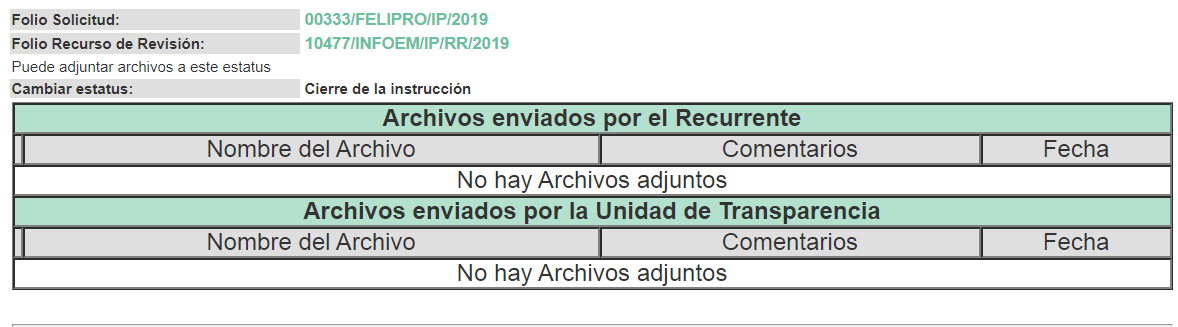 Folio Solicitud: 00333/FELIPRO/IP/2019
Folio Recurso de Revisión: 10477/INFOEM/IP/RR/2019
Puede adjuntar archivos a este estatus
Cambiar estatus: Cierre de la instrucción
Archivos enviados por el Recurrente
Nombre del Archivo Comentarios Fecha
No hay Archivos adjuntos
Archivos enviados por la Unidad de Transparencia
Nombre del Archivo Comentarios Fecha
No hay Archivos adjuntos